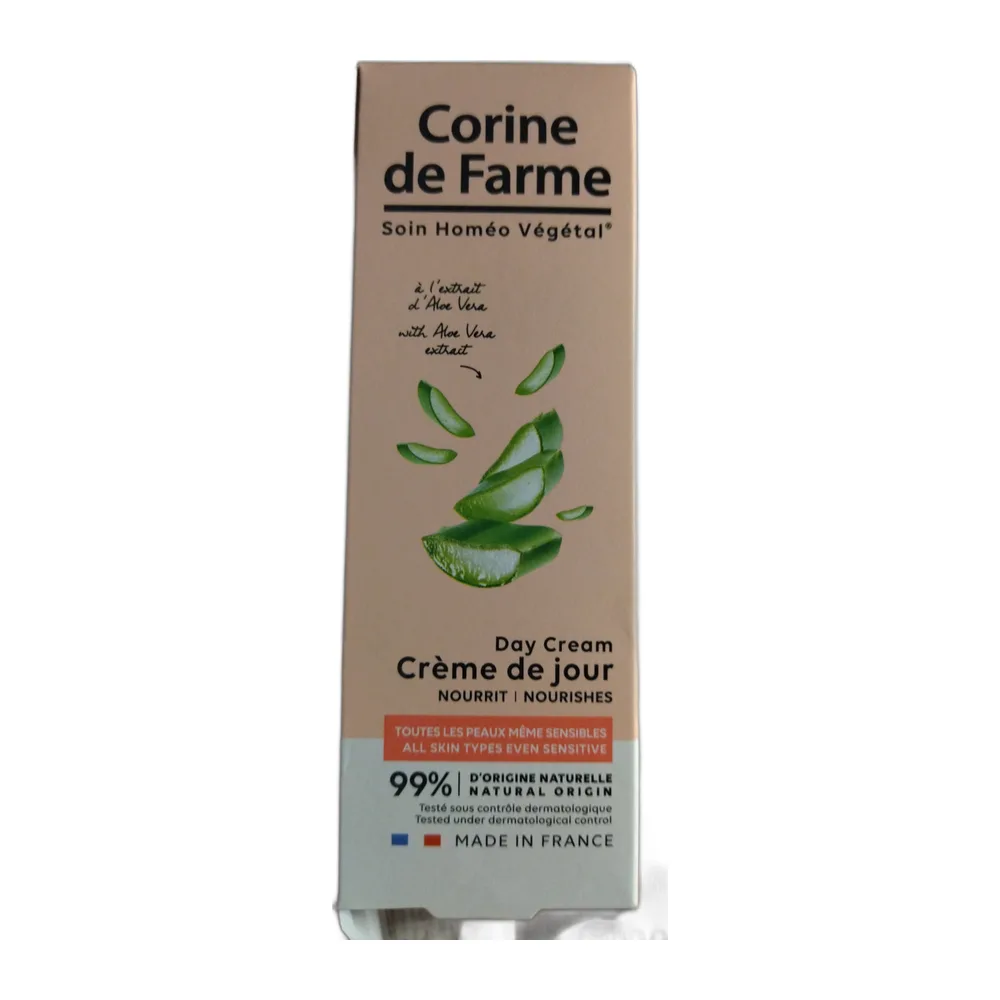 Corine
de Farme
Soin Homéo Végétal®
à l'extrait
d'Aloe Vera
with Aloe Vera
extrait
Day Cream
Crème de jour
NOURRIT | NOURISHES
TOUTES LES PEAUX MÊME SENSIBLES
ALL SKIN TYPES EVEN SENSITIVE
99% | D'ORIGINE NATURELLE
NATURAL ORIGIN
Testé sous contrôle dermatologique
Tested under dermatological control
MADE IN FRANCE